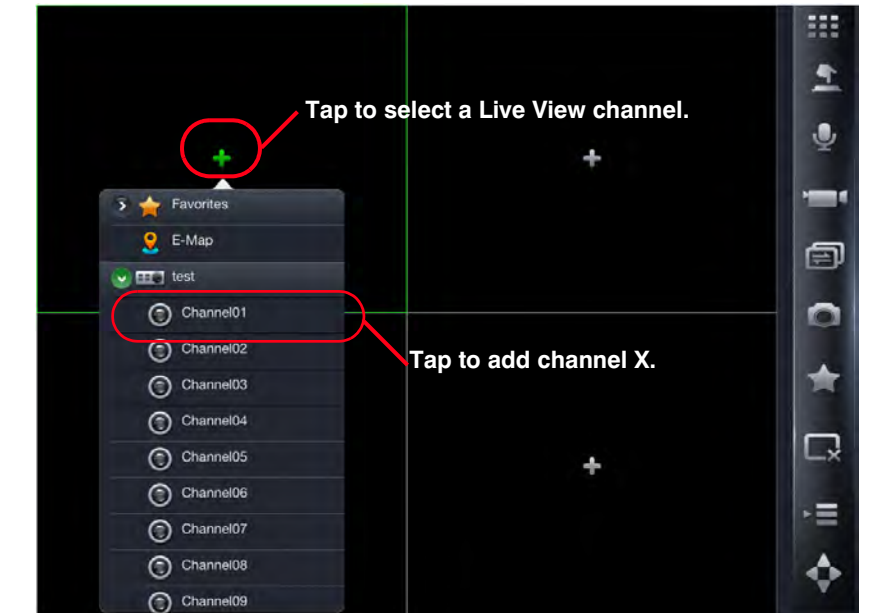 Tap to select a Live View channel.
Favorites
E-Map
test
Channel01
Channel02
Tap to add channel X.
Channel03
Channel04
Channel05
Channel06
Channel07
Channel08
Channel09